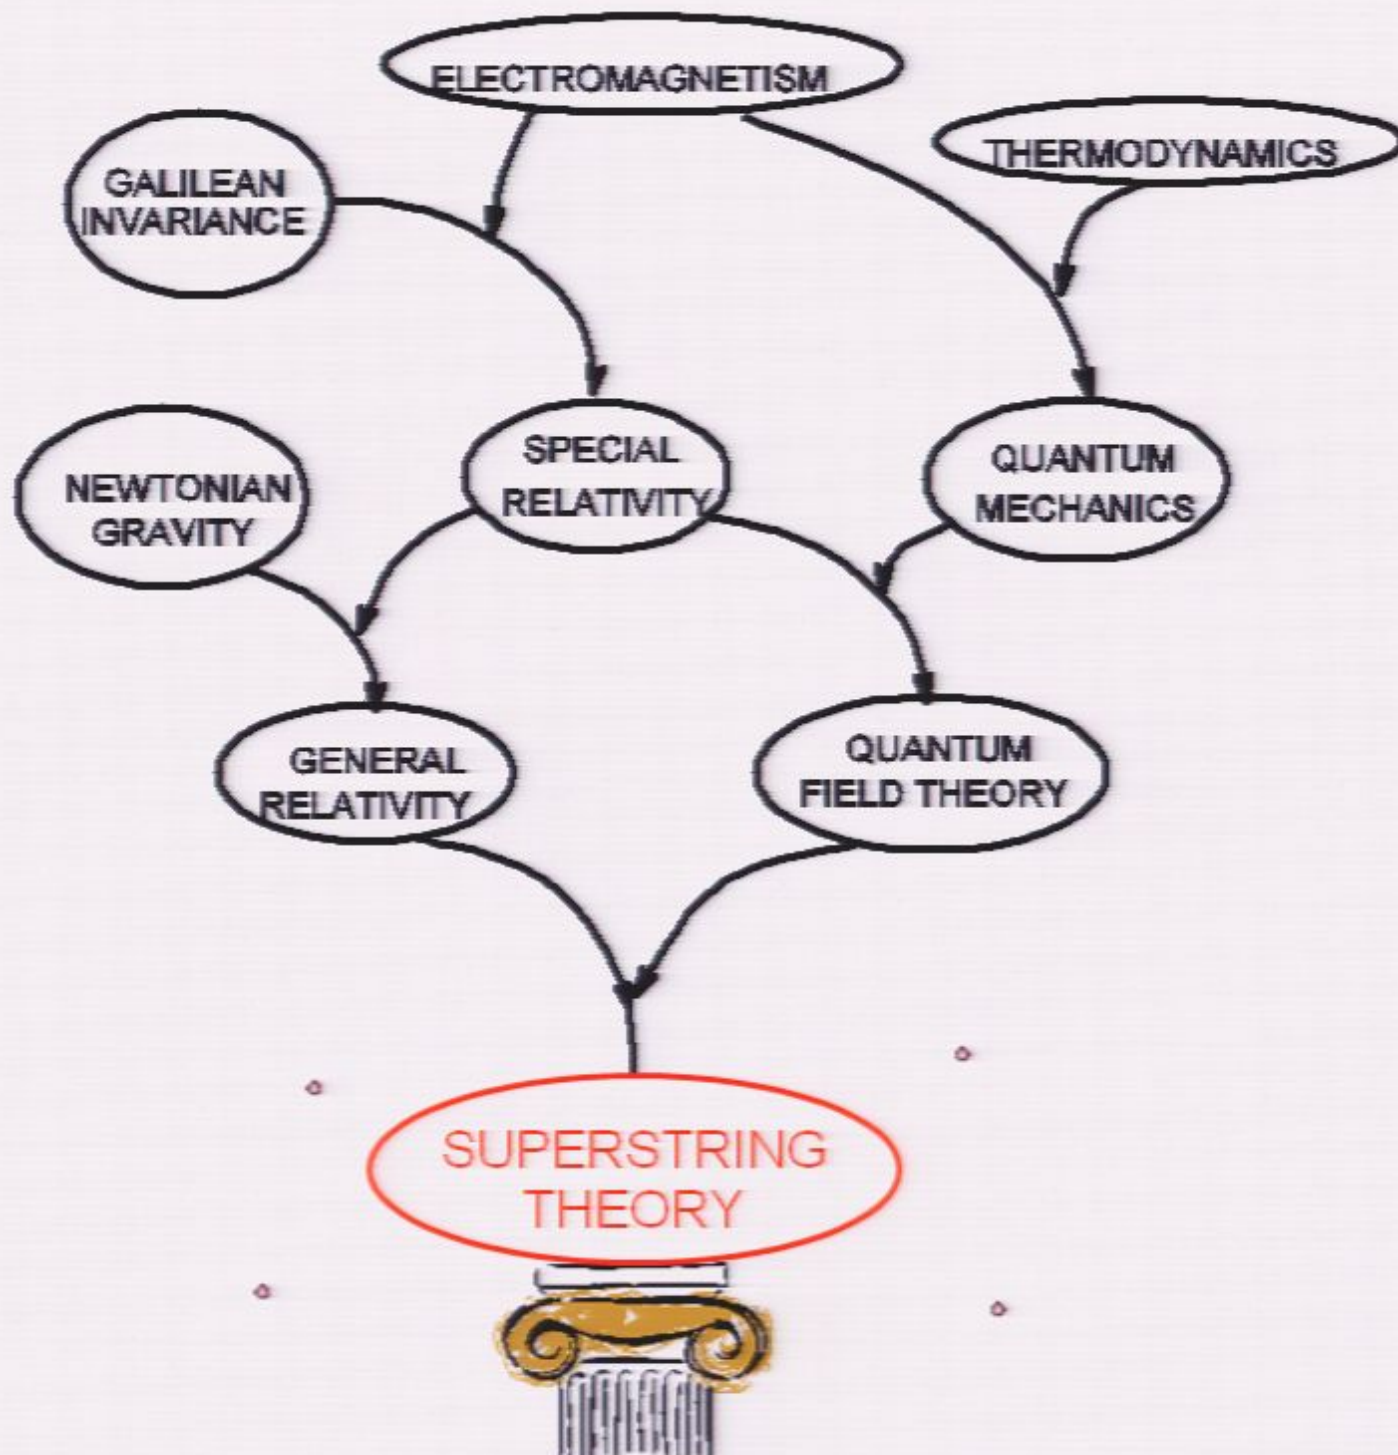 ELECTROMAGNETISM
THERMODYNAMICS
GALILEAN
INVARIANCE
NEWTONIAN
GRAVITY
SPECIAL
RELATIVITY
QUANTUM
MECHANICS
GENERAL
RELATIVITY
QUANTUM
FIELD THEORY
SUPERSTRING
THEORY